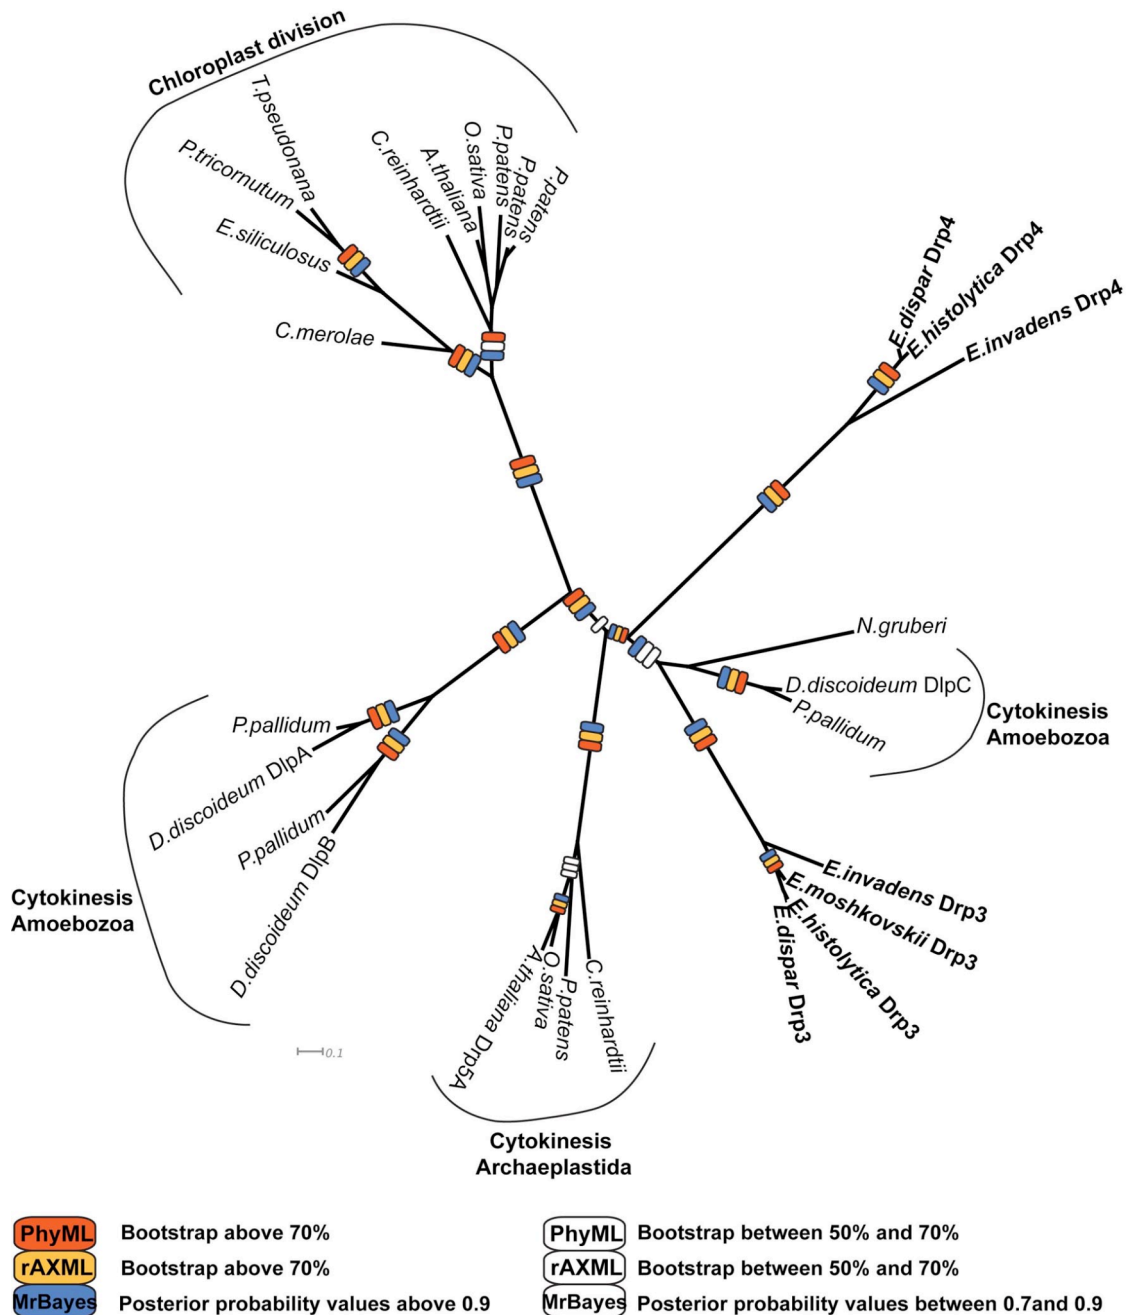 Chloroplast division
T.pseudonana
P.tricornutum
E.siliculosus
C.merolae
C.reinhardtii
A.thaliana
O.sativa
P.patens
P.patens
P.patens
E.dispar Drp4
E.histolytica Drp4
E.invadens Drp4
N.gruberi
D.discoideum DlpC
P.pallidum
Cytokinesis
Amoebozoa
P.pallidum
D.discoideum DlpA
P.pallidum
D.discoideum DlpB
Cytokinesis
Amoebozoa
E.invadens Drp3
E.moshkovskii Drp3
E.histolytica Drp3
E.dispar Drp3
A.thaliana Drp5A
O.sativa
P.patens
C.reinhardtii
0.1
Cytokinesis
Archaeplastida
PhyML Bootstrap above 70%
rAXML Bootstrap above 70%
MrBayes Posterior probability values above 0.9
PhyML Bootstrap between 50% and 70%
rAXML Bootstrap between 50% and 70%
MrBayes Posterior probability values between 0.7and 0.9